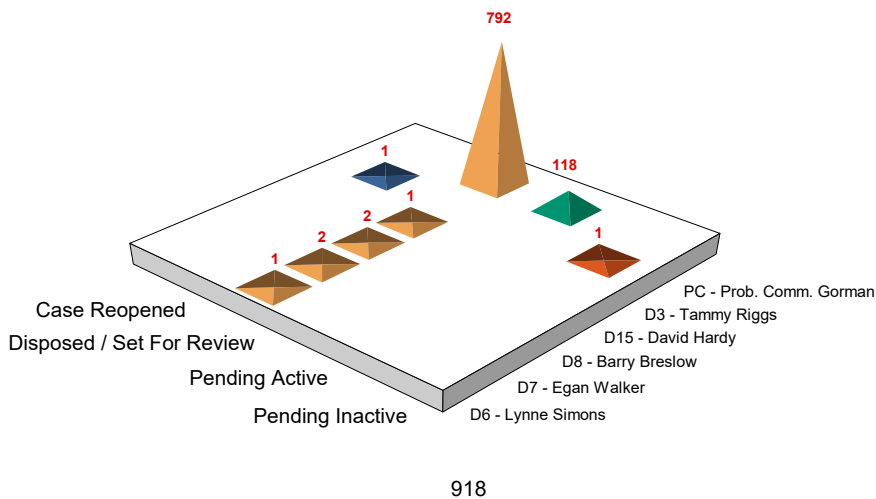 792
1
118
1
2
2
1
1
Case Reopened
Disposed / Set For Review
Pending Active
Pending Inactive
PC - Prob. Comm. Gorman
D3 - Tammy Riggs
D15 - David Hardy
D8 - Barry Breslow
D7 - Egan Walker
D6 - Lynne Simons
918